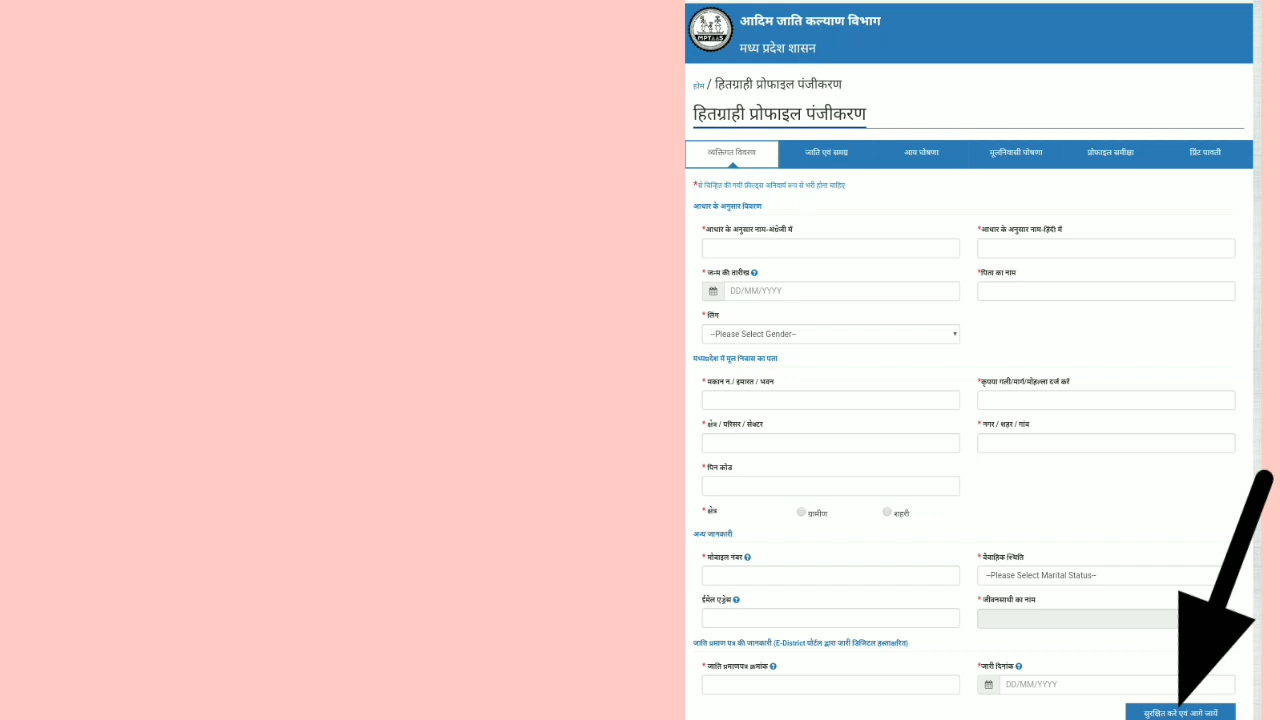 आदिम जाति कल्याण विभाग
MPTAAS
मध्य प्रदेश शासन
होम / हितग्राही प्रोफाइल पंजीकरण
हितग्राही प्रोफाइल पंजीकरण
व्यक्तिगत विवरण जाति एवं समग्र आय घोषणा मूलनिवासी घोषणा प्रोफाइल समीक्षा प्रिंट पावती
*से चिन्हित की गयीं फ़ील्ड्स अनिवार्य रूप से भरी होना चाहिए
आधार के अनुसार विवरण
*आधार के अनुसार नाम-अंग्रेजी में *आधार के अनुसार नाम-हिंदी में
* जन्म की तारीख *पिता का नाम
DD/MM/YYYY
* लिंग
--Please Select Gender--
मध्यप्रदेश में मूल निवास का पता
* मकान न./ इमारत / भवन *कृपया गली/मार्ग/मोहल्ला दर्ज करें
* क्षेत्र / परिसर / सेक्टर * नगर / शहर / गांव
* पिन कोड
* क्षेत्र ग्रामीण शहरी
अन्य जानकारी
* मोबाइल नंबर * वैवाहिक स्थिति
--Please Select Marital Status--
ईमेल एड्रेस * जीवनसाथी का नाम
जाति प्रमाण पत्र की जानकारी (E-District पोर्टल द्वारा जारी डिजिटल हस्ताक्षरित)
* जाति प्रमाणपत्र क्रमांक *जारी दिनांक
DD/MM/YYYY
सुरक्षित करें एवं आगे जायें